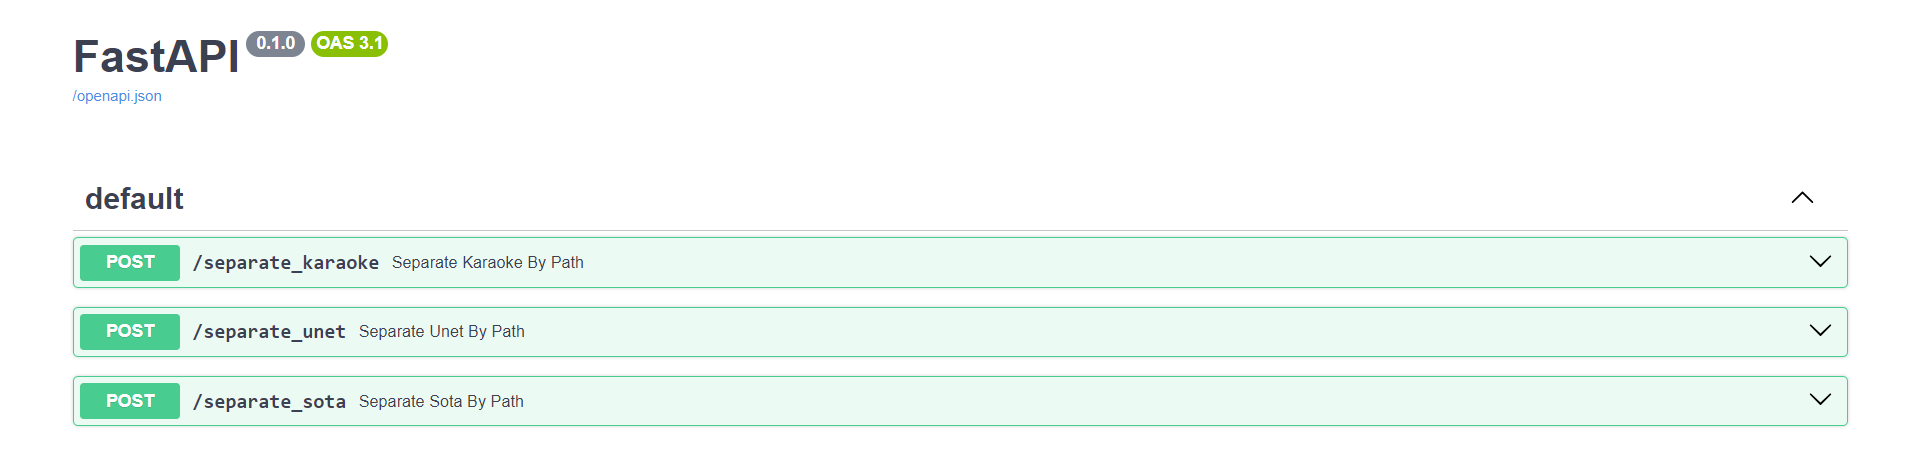 FastAPI 0.1.0 OAS 3.1
/openapi.json
default
POST /separate_karaoke Separate Karaoke By Path
POST /separate_unet Separate Unet By Path
POST /separate_sota Separate Sota By Path